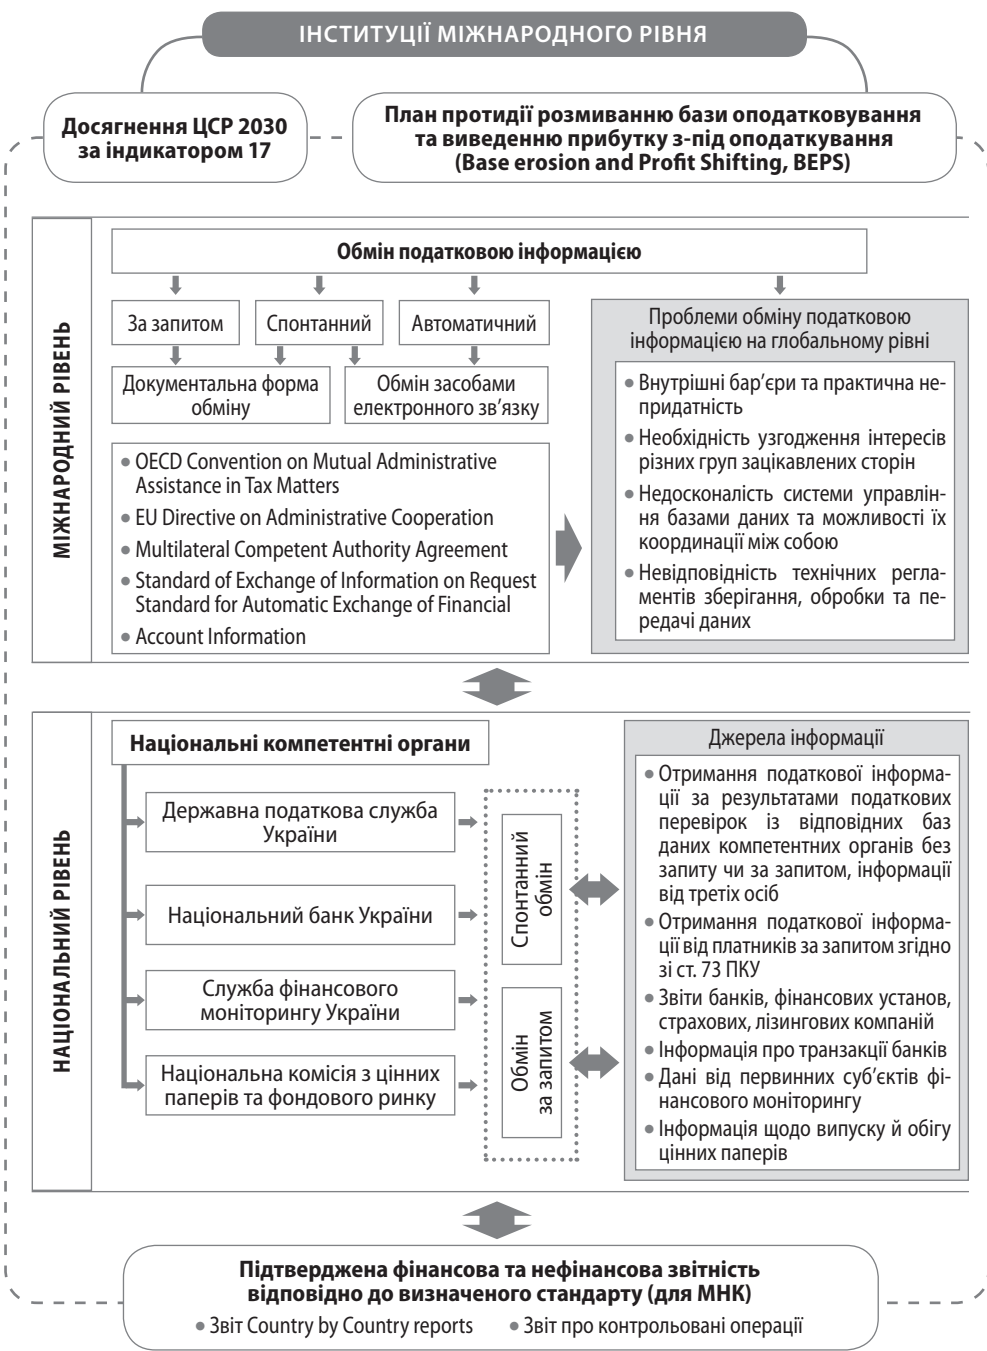 ІНСТИТУЦІЇ МІЖНАРОДНОГО РІВНЯ
Досягнення ЦСР 2030
за індикатором 17
План протидії розмиванню бази оподатковування
та виведенню прибутку з-під оподаткування
(Base erosion and Profit Shifting, BEPS)
МІЖНАРОДНИЙ РІВЕНЬ
Обмін податковою інформацією
За запитом
Спонтанний
Автоматичний
Документальна форма
обміну
Обмін засобами
електронного зв’язку
• OECD Convention on Mutual Administrative
Assistance in Tax Matters
• EU Directive on Administrative Cooperation
• Multilateral Competent Authority Agreement
• Standard of Exchange of Information on Request
Standard for Automatic Exchange of Financial
• Account Information
Проблеми обміну податковою
інформацією на глобальному рівні
• Внутрішні бар’єри та практична не-
придатність
• Необхідність узгодження інтересів
різних груп зацікавлених сторін
• Недосконалість системи управлін-
ня базами даних та можливості їх
координації між собою
• Невідповідність технічних регла-
ментів зберігання, обробки та пе-
редачі даних
НАЦІОНАЛЬНИЙ РІВЕНЬ
Національні компетентні органи
Державна податкова служба
України
Національний банк України
Служба фінансового
моніторингу України
Національна комісія з цінних
паперів та фондового ринку
Спонтанний
обмін
Обмін
за запитом
Джерела інформації
• Отримання податкової інформа-
ції за результатами податкових
перевірок із відповідних баз
даних компетентних органів без
запиту чи за запитом, інформації
від третіх осіб
• Отримання податкової інформа-
ції від платників за запитом згідно
зі ст. 73 ПКУ
• Звіти банків, фінансових установ,
страхових, лізингових компаній
• Інформація про транзакції банків
• Дані від первинних суб’єктів фі-
нансового моніторингу
• Інформація щодо випуску й обігу
цінних паперів
Підтверджена фінансова та нефінансова звітність
відповідно до визначеного стандарту (для МНК)
• Звіт Country by Country reports • Звіт про контрольовані операції